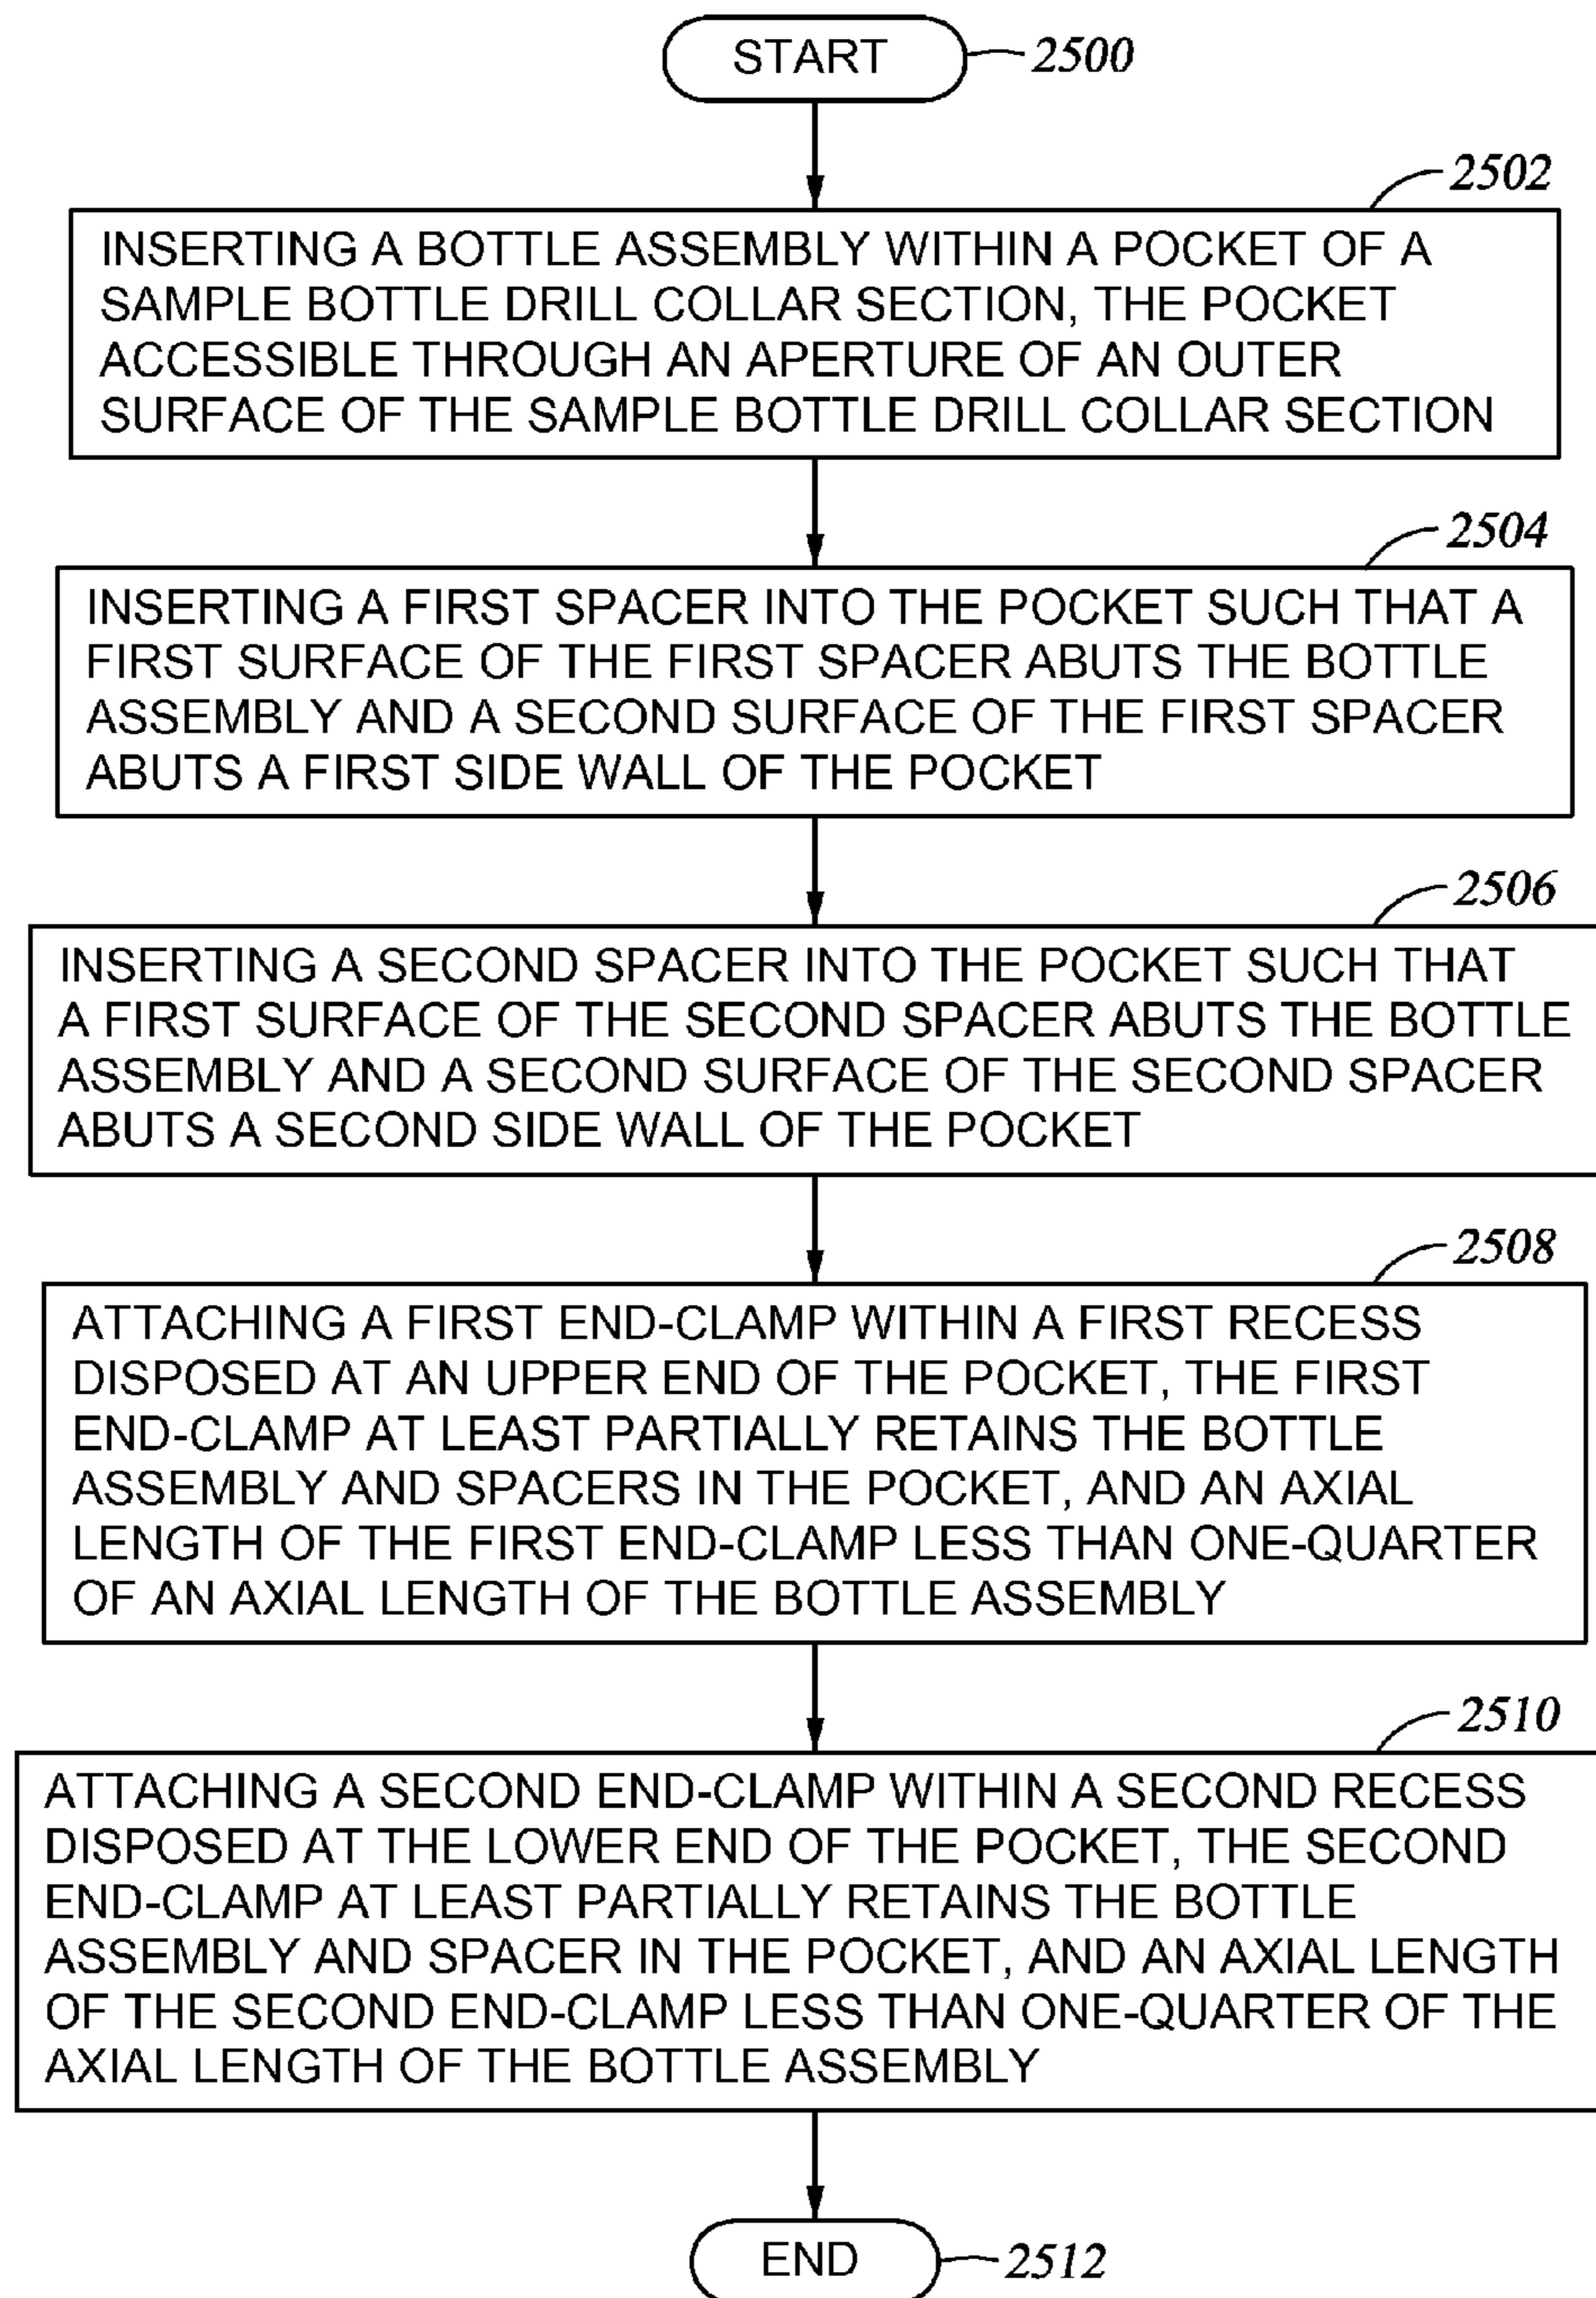 START
2500
2502
INSERTING A BOTTLE ASSEMBLY WITHIN A POCKET OF A
SAMPLE BOTTLE DRILL COLLAR SECTION, THE POCKET
ACCESSIBLE THROUGH AN APERTURE OF AN OUTER
SURFACE OF THE SAMPLE BOTTLE DRILL COLLAR SECTION
2504
INSERTING A FIRST SPACER INTO THE POCKET SUCH THAT A
FIRST SURFACE OF THE FIRST SPACER ABUTS THE BOTTLE
ASSEMBLY AND A SECOND SURFACE OF THE FIRST SPACER
ABUTS A FIRST SIDE WALL OF THE POCKET
2506
INSERTING A SECOND SPACER INTO THE POCKET SUCH THAT
A FIRST SURFACE OF THE SECOND SPACER ABUTS THE BOTTLE
ASSEMBLY AND A SECOND SURFACE OF THE SECOND SPACER
ABUTS A SECOND SIDE WALL OF THE POCKET
2508
ATTACHING A FIRST END-CLAMP WITHIN A FIRST RECESS
DISPOSED AT AN UPPER END OF THE POCKET, THE FIRST
END-CLAMP AT LEAST PARTIALLY RETAINS THE BOTTLE
ASSEMBLY AND SPACERS IN THE POCKET, AND AN AXIAL
LENGTH OF THE FIRST END-CLAMP LESS THAN ONE-QUARTER
OF AN AXIAL LENGTH OF THE BOTTLE ASSEMBLY
2510
ATTACHING A SECOND END-CLAMP WITHIN A SECOND RECESS
DISPOSED AT THE LOWER END OF THE POCKET, THE SECOND
END-CLAMP AT LEAST PARTIALLY RETAINS THE BOTTLE
ASSEMBLY AND SPACER IN THE POCKET, AND AN AXIAL LENGTH
OF THE SECOND END-CLAMP LESS THAN ONE-QUARTER OF THE
AXIAL LENGTH OF THE BOTTLE ASSEMBLY
END
2512